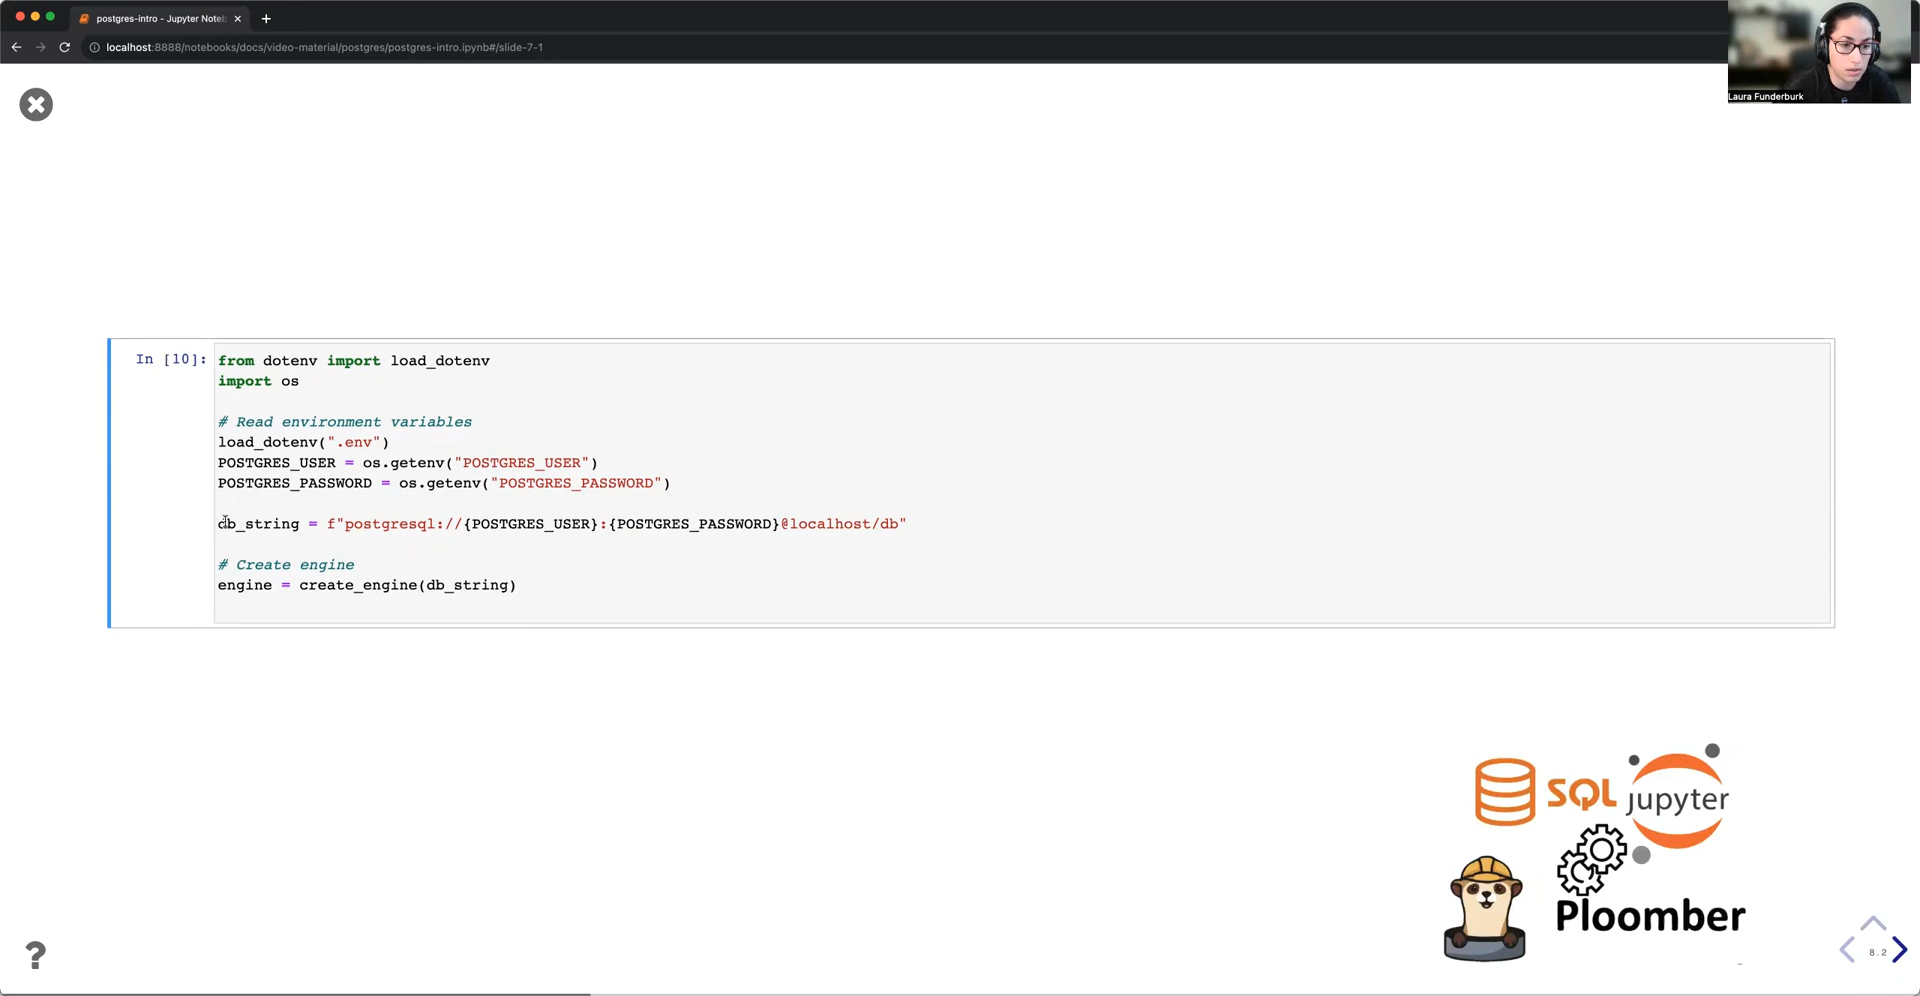 postgres-intro - Jupyter Noteb
localhost:8888/notebooks/docs/video-material/postgres/postgres-intro.ipynb#/slide-7-1
Laura Funderburk
In [10]:
from dotenv import load_dotenv
import os
# Read environment variables
load_dotenv(".env")
POSTGRES_USER = os.getenv("POSTGRES_USER")
POSTGRES_PASSWORD = os.getenv("POSTGRES_PASSWORD")
db_string = f"postgresql://{POSTGRES_USER}:{POSTGRES_PASSWORD}@localhost/db"
# Create engine
engine = create_engine(db_string)
SQL
jupyter
Ploomber
?
8.2